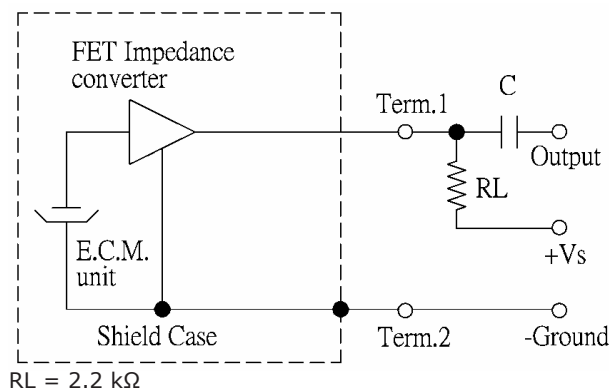 FET Impedance
converter
Term.1
C
Output
RL
+Vs
E.C.M.
unit
Shield Case
Term.2
-Ground
RL = 2.2 kΩ